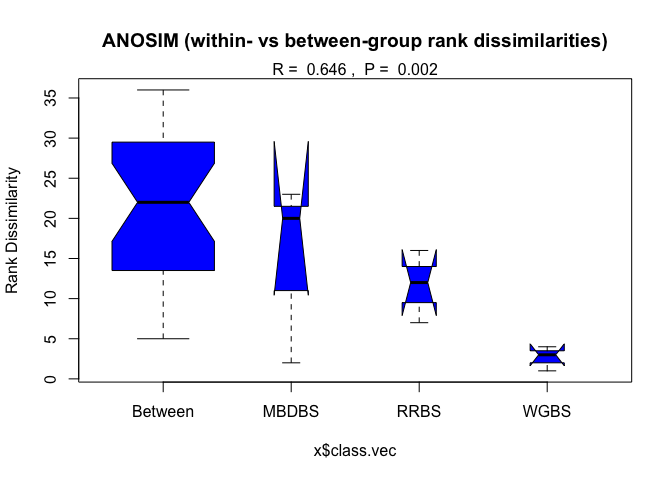 ANOSIM (within- vs between-group rank dissimilarities)
R =  0.646 ,  P =  0.002
35
30
25
20
15
10
5
0
Rank Dissimilarity
Between
MBDBS
RRBS
WGBS
x$class.vec